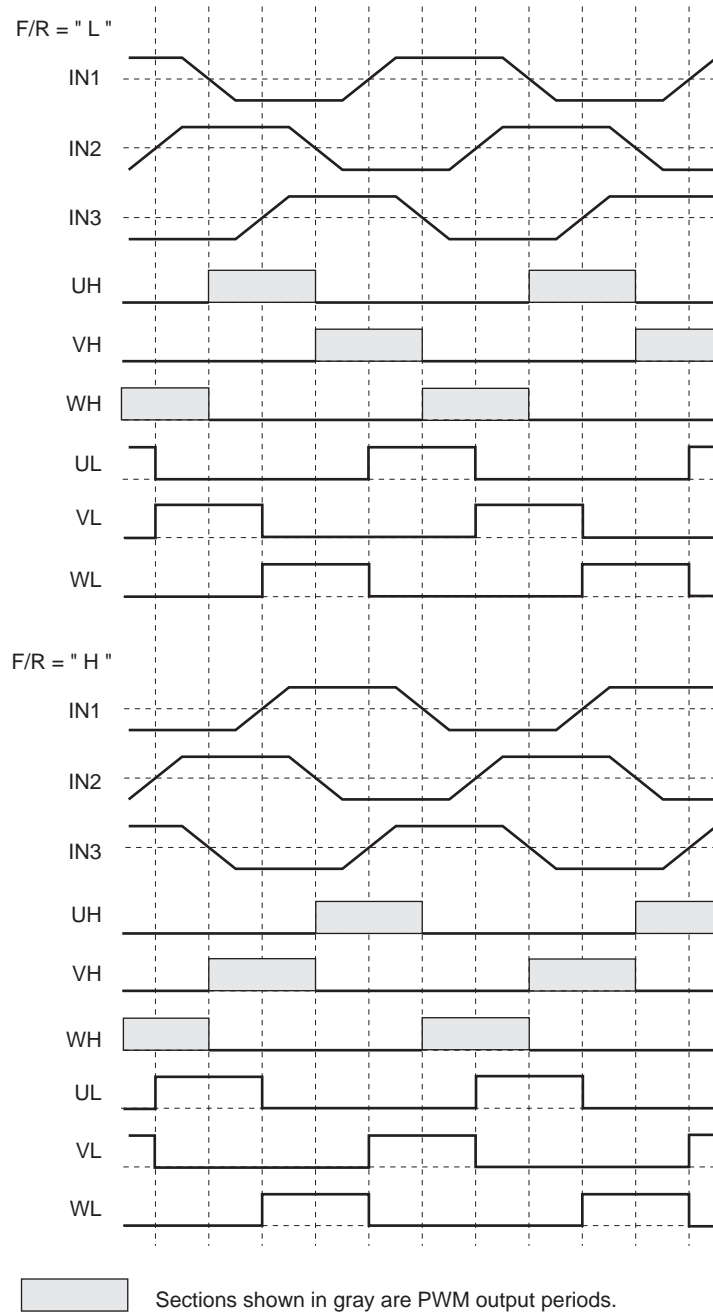 F/R = " L "
IN1
IN2
IN3
UH
VH
WH
UL
VL
WL
F/R = " H "
IN1
IN2
IN3
UH
VH
WH
UL
VL
WL
Sections shown in gray are PWM output periods.